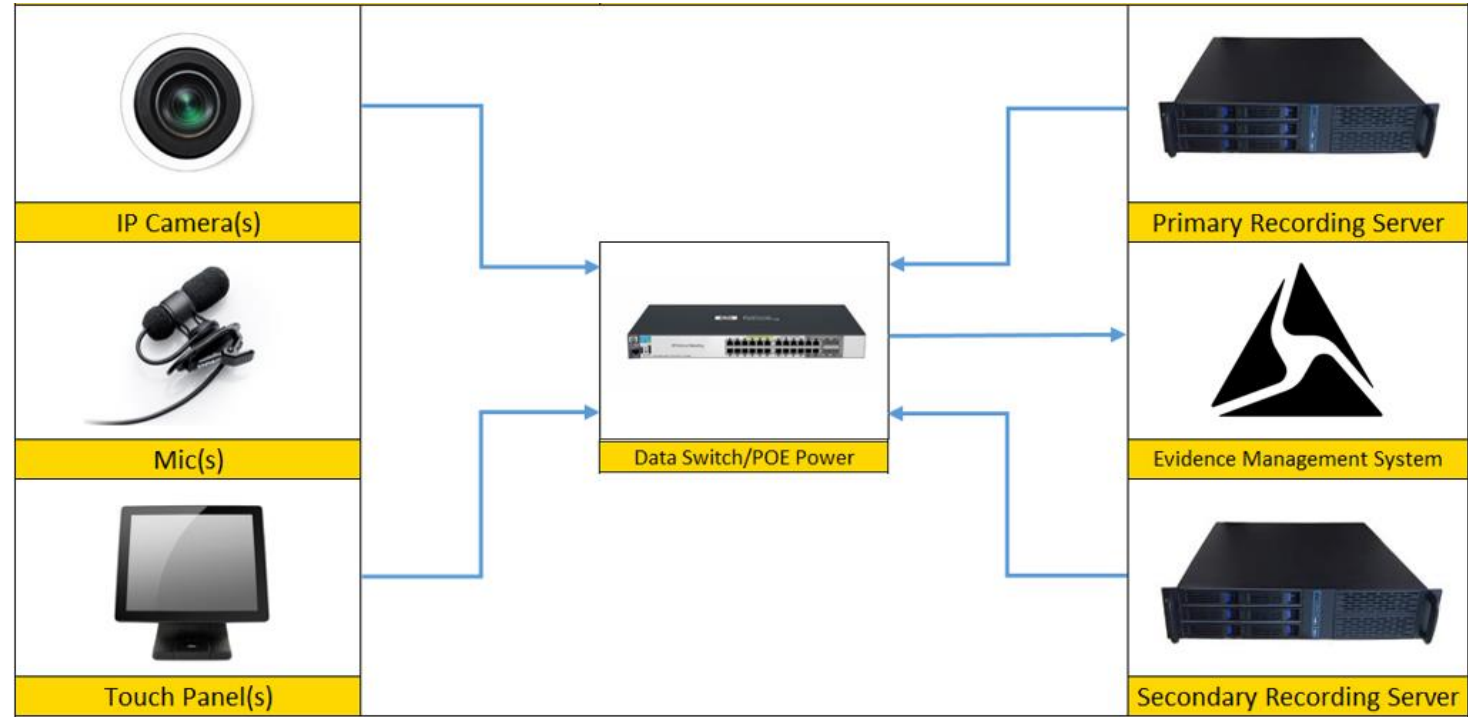 IP Camera(s)
Mic(s)
Touch Panel(s)
Data Switch/POE Power
Primary Recording Server
Evidence Management System
Secondary Recording Server